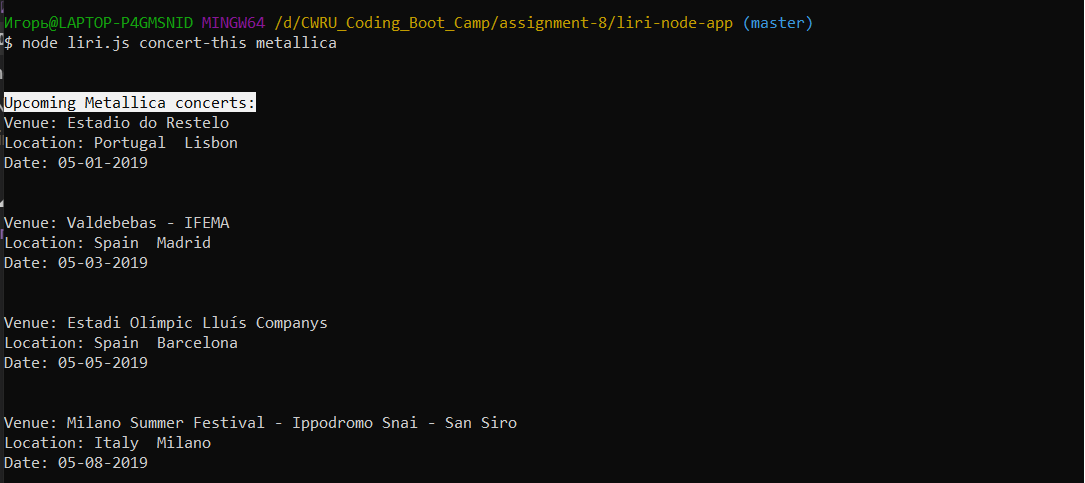 Игорь@LAPTOP-P4GMSNID MINGW64 /d/CWRU_Coding_Boot_Camp/assignment-8/liri-node-app (master)
$ node liri.js concert-this metallica
Upcoming Metallica concerts:
Venue: Estadio do Restelo
Location: Portugal  Lisbon
Date: 05-01-2019
Venue: Valdebebas - IFEMA
Location: Spain  Madrid
Date: 05-03-2019
Venue: Estadi Olímpic Lluís Companys
Location: Spain  Barcelona
Date: 05-05-2019
Venue: Milano Summer Festival - Ippodromo Snai - San Siro
Location: Italy  Milano
Date: 05-08-2019